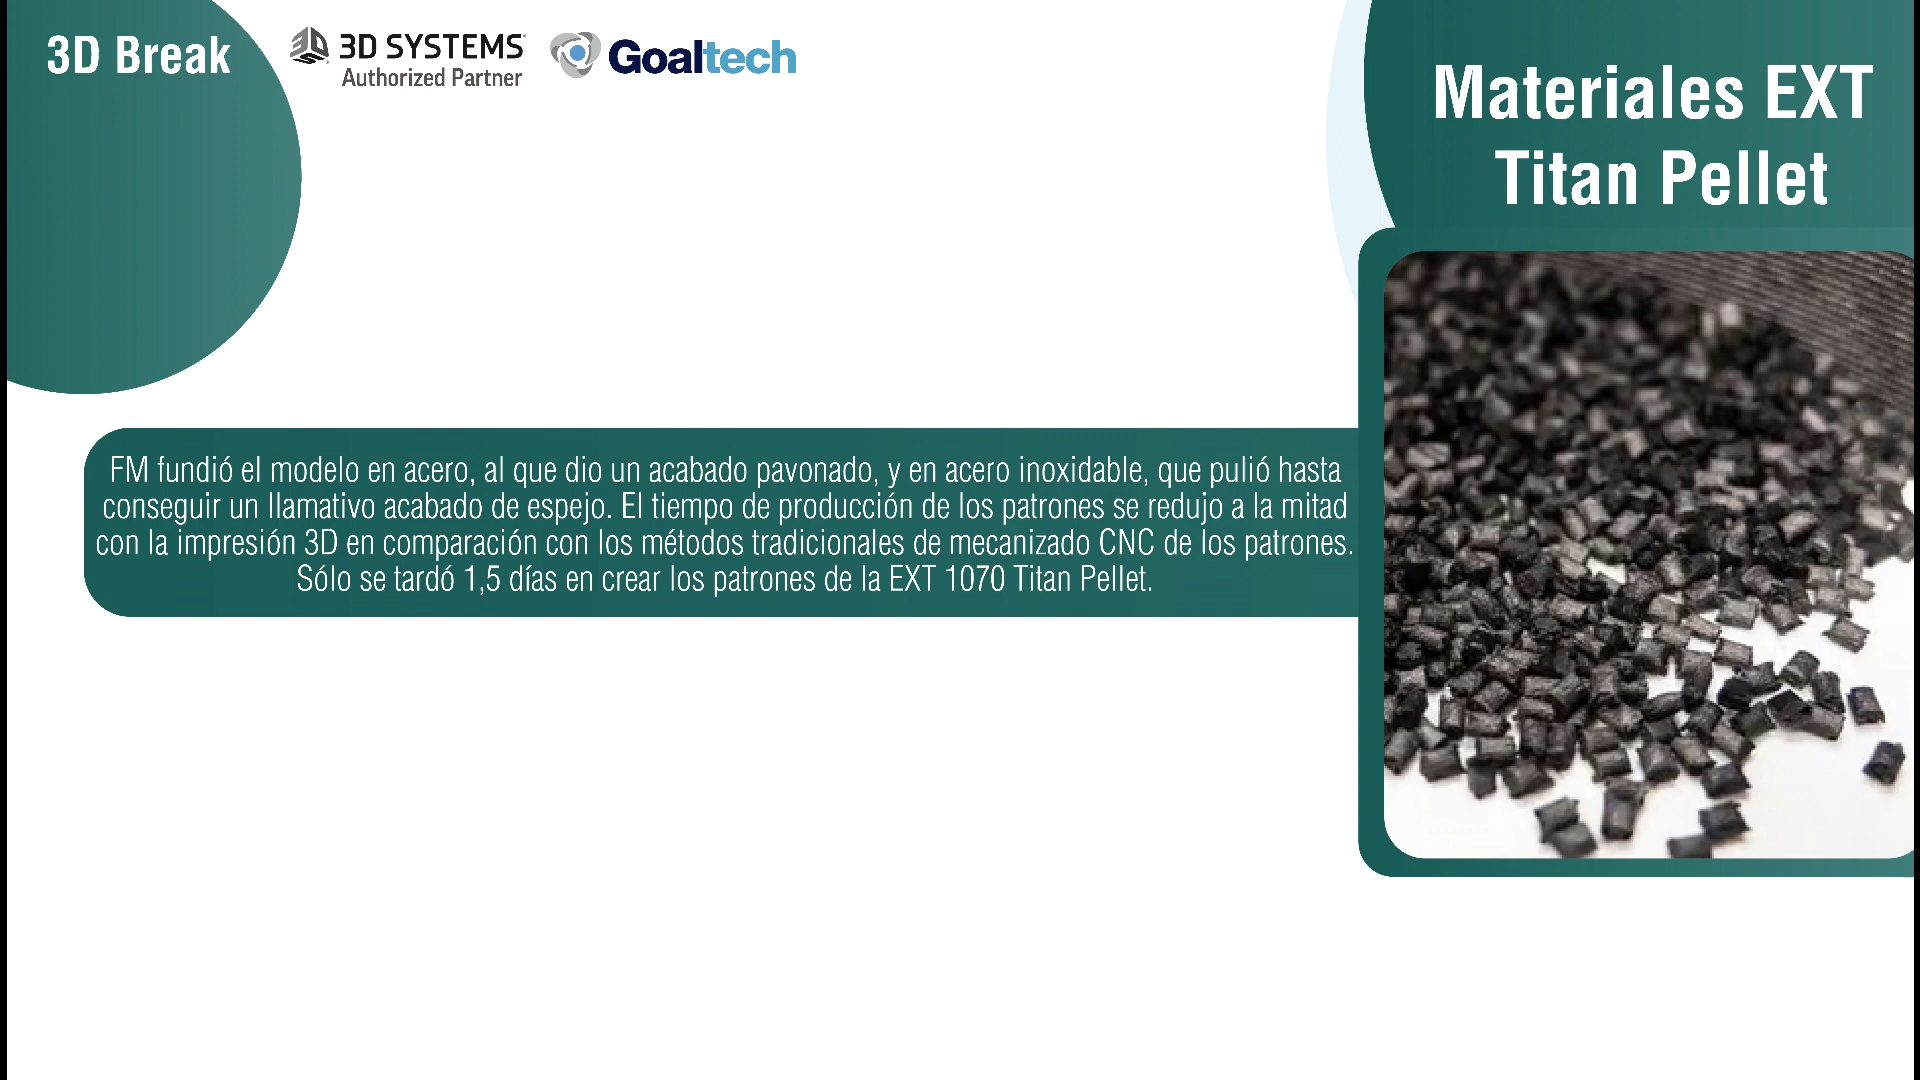 3D Break
3D SYSTEMS
Authorized Partner
Goaltech
Materiales EXT
Titan Pellet
FM fundió el modelo en acero, al que dio un acabado pavonado, y en acero inoxidable, que pulió hasta
conseguir un llamativo acabado de espejo. El tiempo de producción de los patrones se redujo a la mitad
con la impresión 3D en comparación con los métodos tradicionales de mecanizado CNC de los patrones.
Sólo se tardó 1,5 días en crear los patrones de la EXT 1070 Titan Pellet.